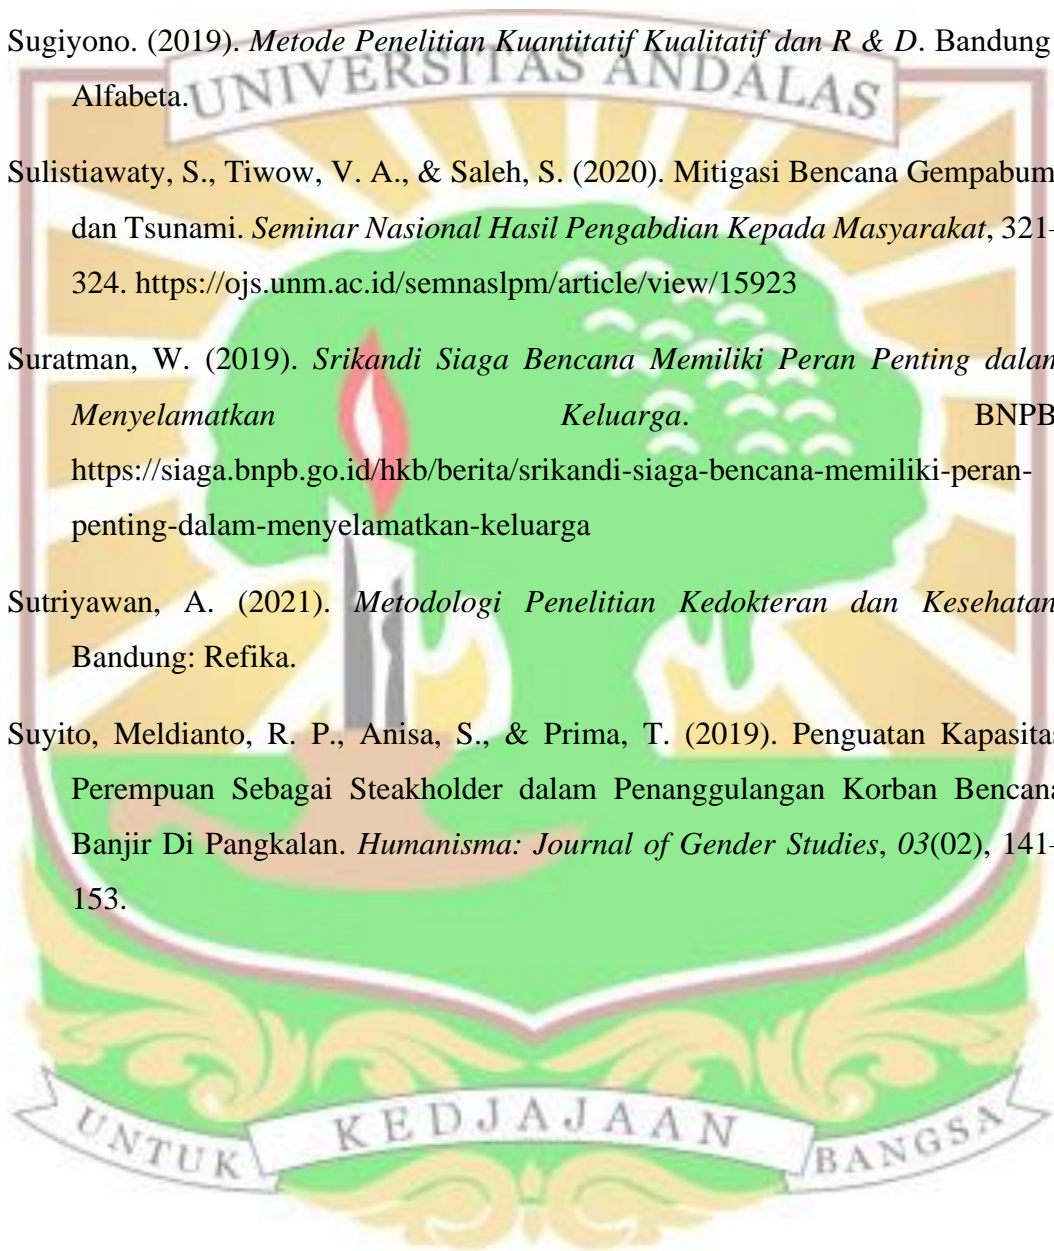 Sugiyono. (2019). Metode Penelitian Kuantitatif Kualitatif dan R & D. Bandung
Alfabeta.
UNIVERSITAS ANDALAS
Sulistiawaty, S., Tiwow, V. A., & Saleh, S. (2020). Mitigasi Bencana Gempabum
dan Tsunami. Seminar Nasional Hasil Pengabdian Kepada Masyarakat, 321–
324. https://ojs.unm.ac.id/semnaslpm/article/view/15923
Suratman, W. (2019). Srikandi Siaga Bencana Memiliki Peran Penting dalam
Menyelamatkan Keluarga. BNPB
https://siaga.bnpb.go.id/hkb/berita/srikandi-siaga-bencana-memiliki-peran-
penting-dalam-menyelamatkan-keluarga
Sutriyawan, A. (2021). Metodologi Penelitian Kedokteran dan Kesehatan
Bandung: Refika.
Suyito, Meldianto, R. P., Anisa, S., & Prima, T. (2019). Penguatan Kapasitas
Perempuan Sebagai Steakholder dalam Penanggulangan Korban Bencana
Banjir Di Pangkalan. Humanisma: Journal of Gender Studies, 03(02), 141–
153.
UNTUK KEDJAJAAN BANGSA